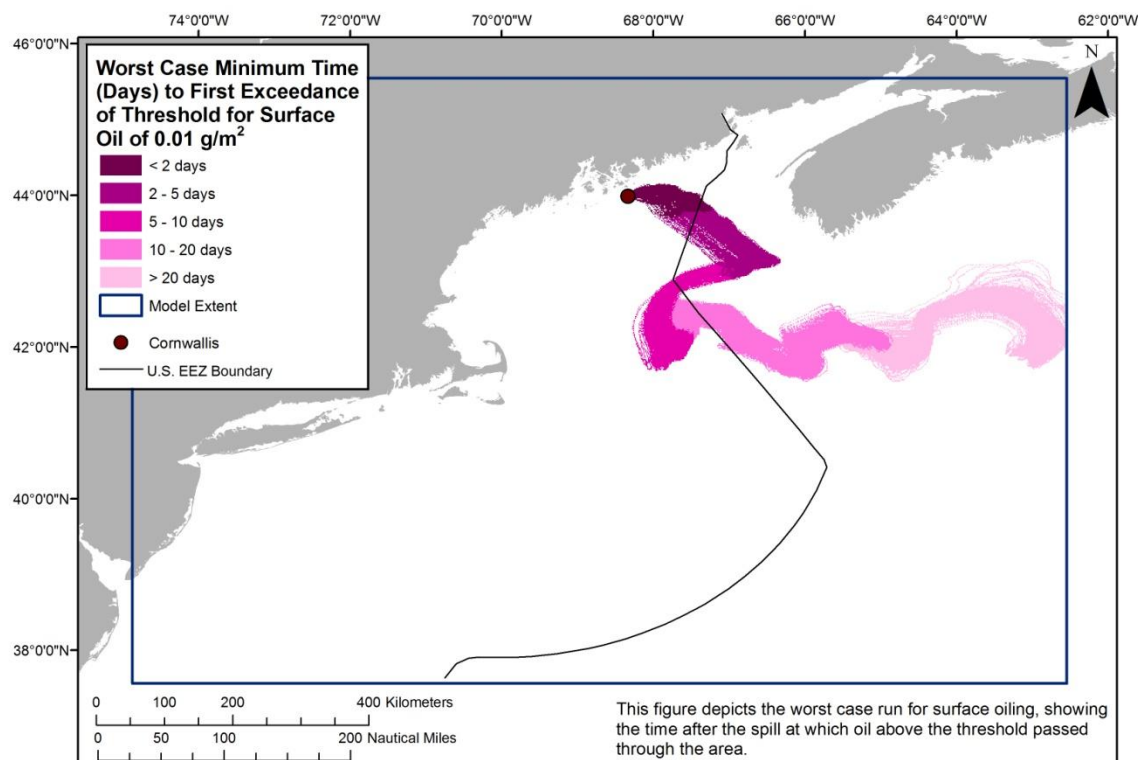 74°0'0"W 72°0'0"W 70°0'0"W 68°0'0"W 66°0'0"W 64°0'0"W 62°0'0"W
46°0'0"N
44°0'0"N
42°0'0"N
40°0'0"N
38°0'0"N
N
Worst Case Minimum Time
(Days) to First Exceedance
of Threshold for Surface
Oil of 0.01 g/m²
< 2 days
2 - 5 days
5 - 10 days
10 - 20 days
> 20 days
Model Extent
Cornwallis
U.S. EEZ Boundary
0 100 200 400 Kilometers
0 50 100 200 Nautical Miles
This figure depicts the worst case run for surface oiling, showing
the time after the spill at which oil above the threshold passed
through the area.